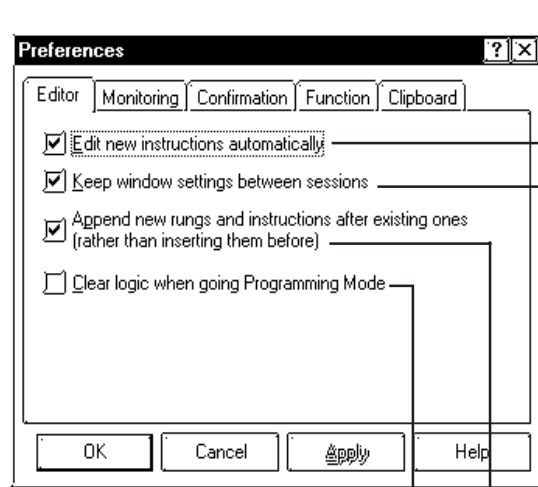 Preferences
?
Editor Monitoring Confirmation Function Clipboard
Edit new instructions automatically
Keep window settings between sessions
Append new rungs and instructions after existing ones
(rather than inserting them before)
Clear logic when going Programming Mode
OK Cancel Apply Help